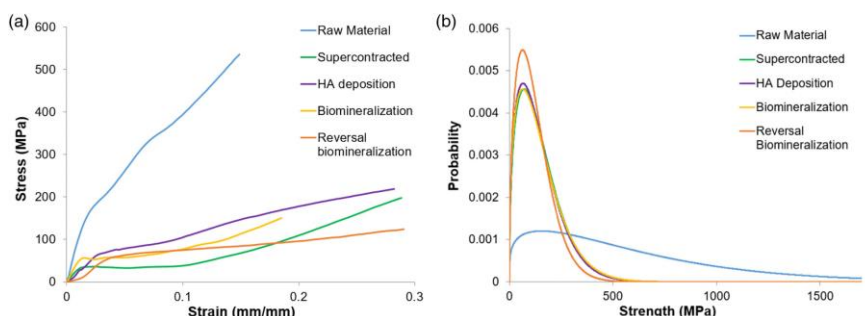 (a)
600
500
400
300
200
100
0
Stress (MPa)
0
0.1
0.2
0.3
Strain (mm/mm)
Raw Material
Supercontracted
HA deposition
Biomineralization
Reversal
biomineralization
(b)
0.006
0.005
0.004
0.003
0.002
0.001
0
Probability
0
500
1000
1500
Strength (MPa)
Raw Material
Supercontracted
HA Deposition
Biomineralization
Reversal
Biomineralization